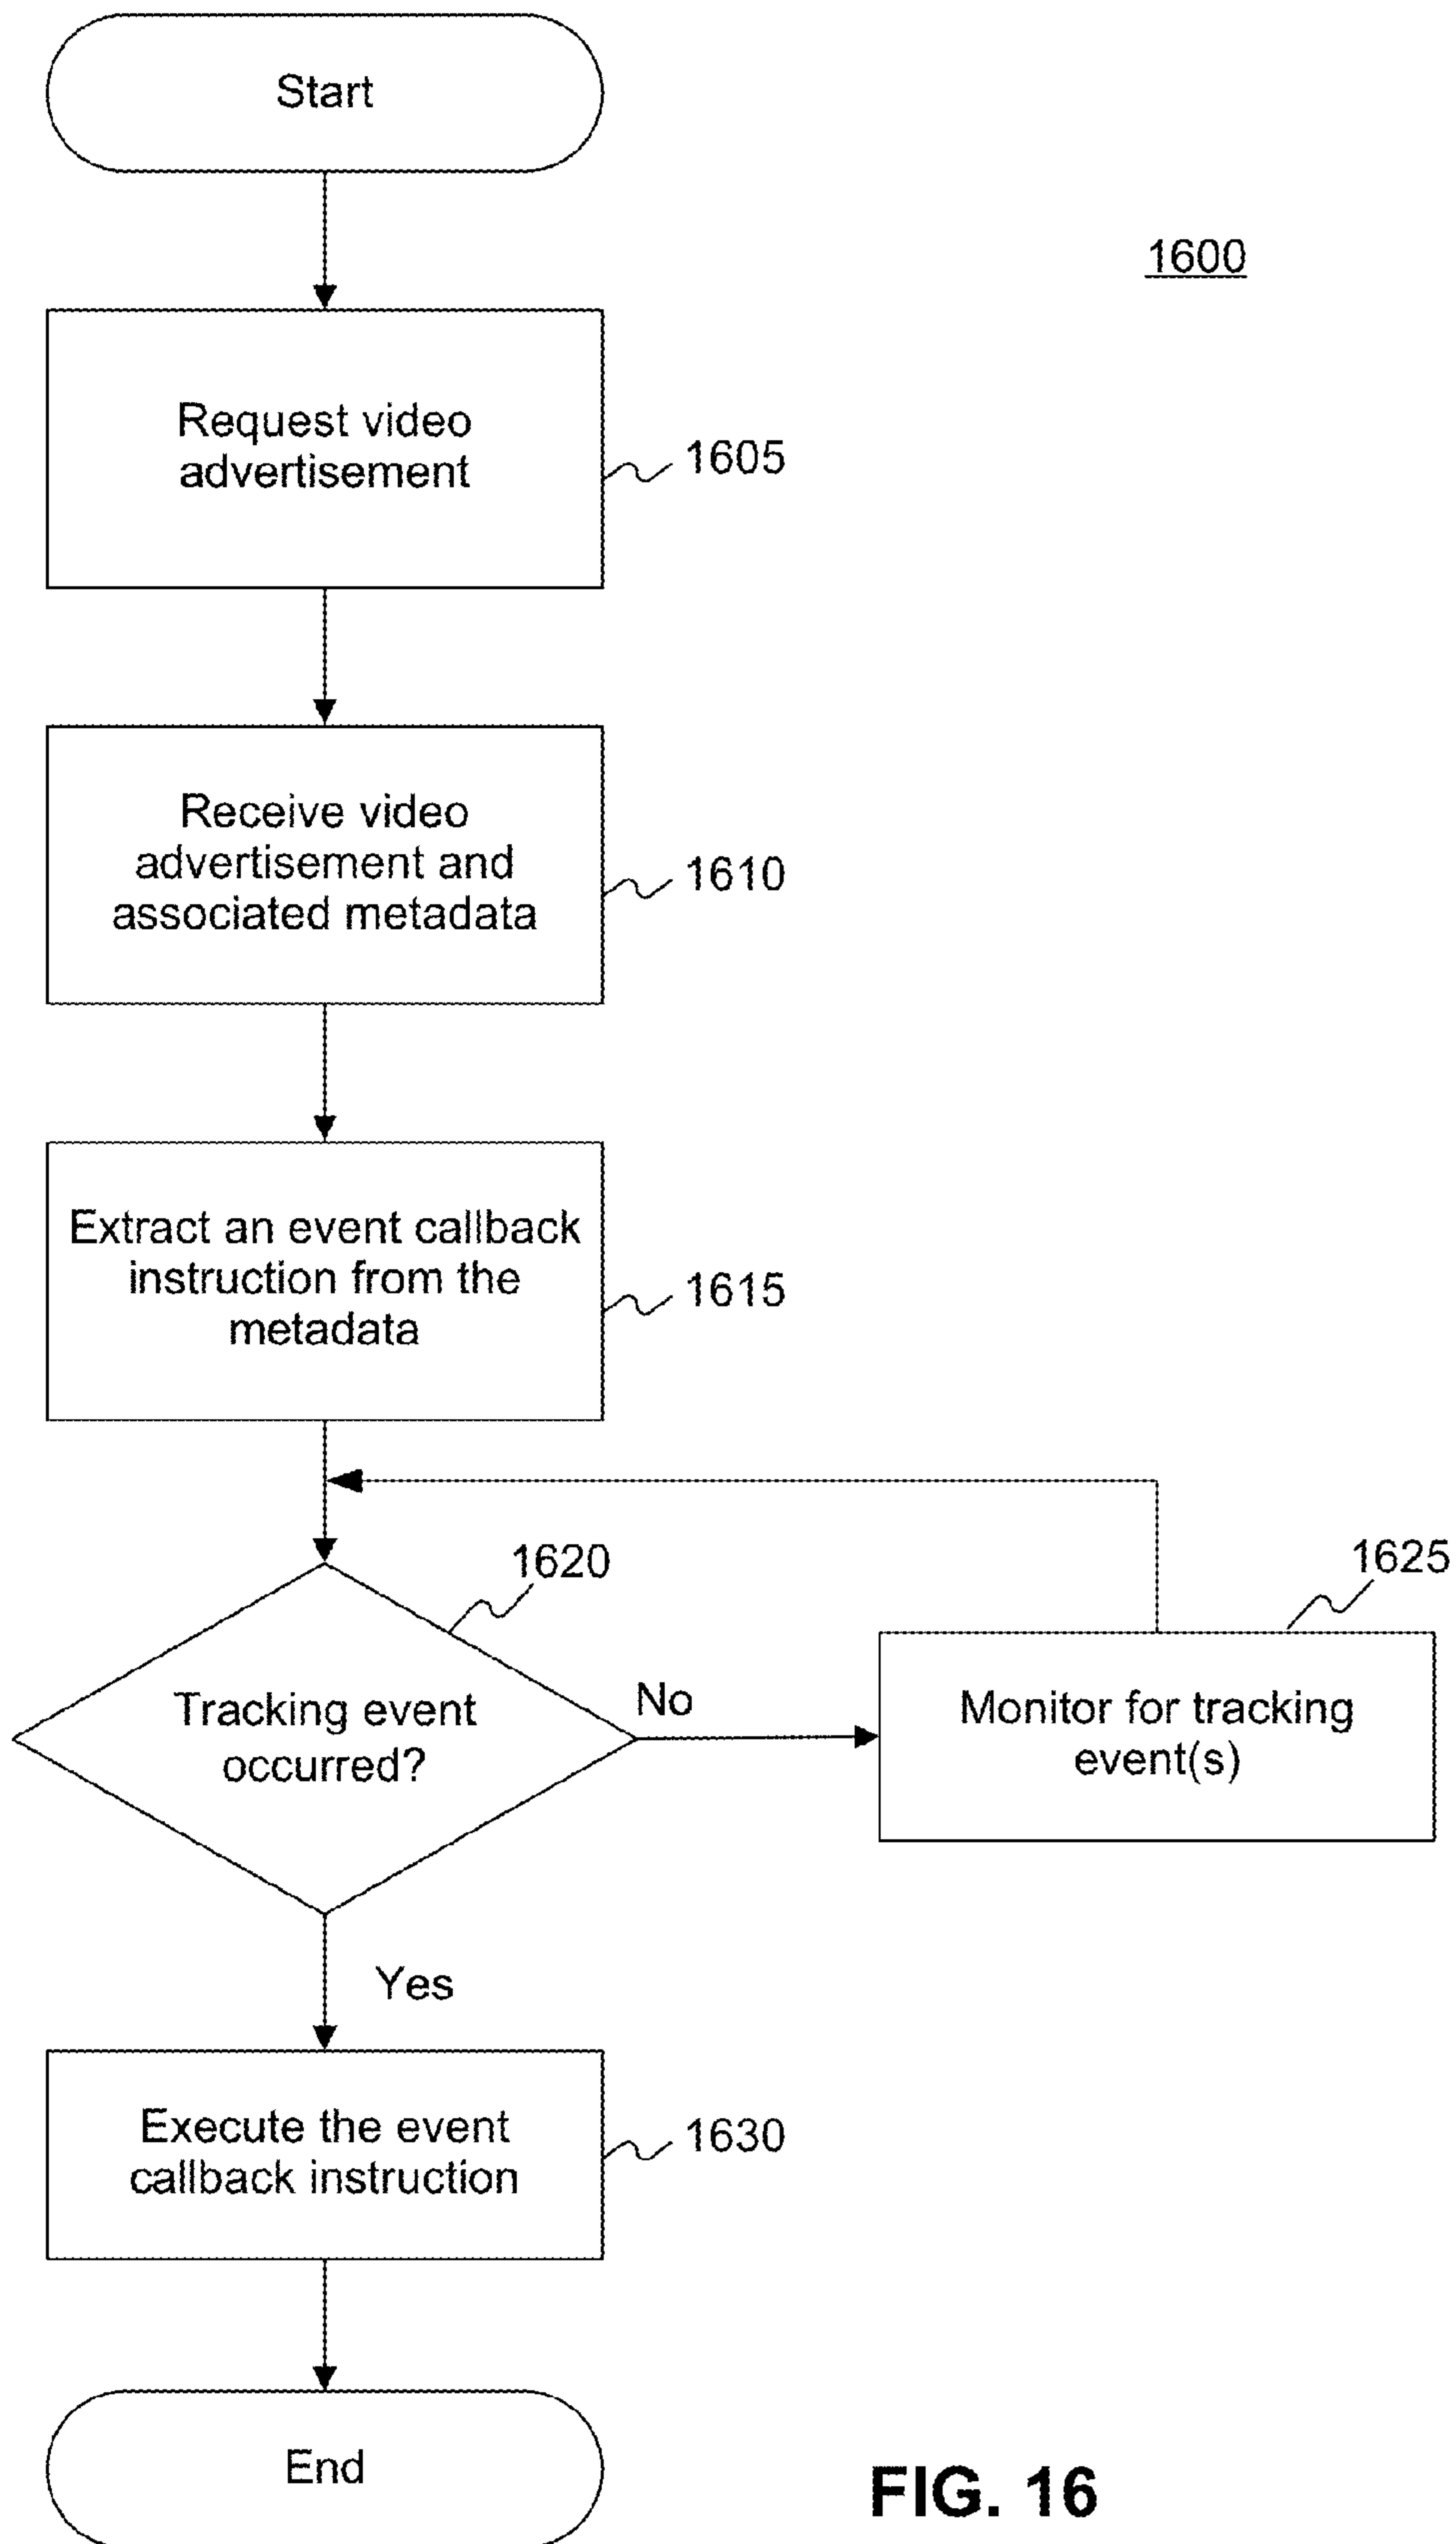 Start
1600
Request video
advertisement
1605
Receive video
advertisement and
associated metadata
1610
Extract an event callback
instruction from the
metadata
1615
1620
1625
Tracking event
occurred?
No
Monitor for tracking
event(s)
Yes
Execute the event
callback instruction
1630
End
FIG. 16